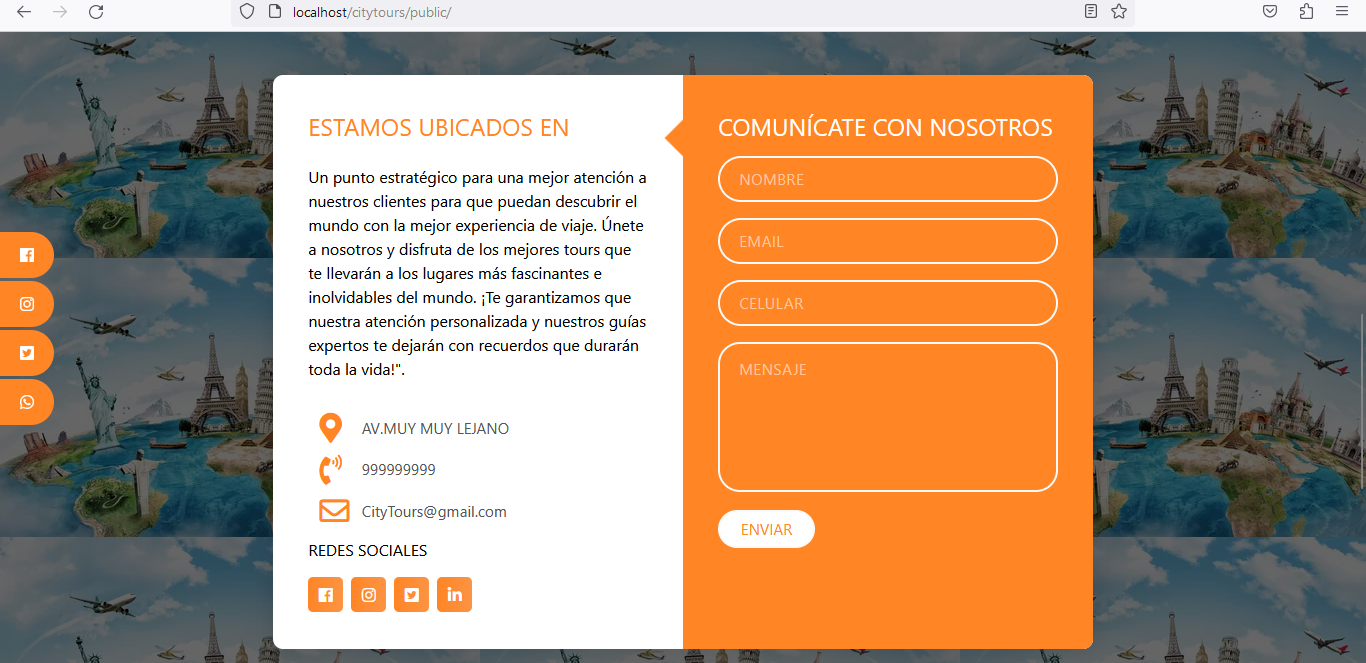 localhost/citytours/public/
ESTAMOS UBICADOS EN
Un punto estratégico para una mejor atención a
nuestros clientes para que puedan descubrir el
mundo con la mejor experiencia de viaje. Únete
a nosotros y disfruta de los mejores tours que
te llevarán a los lugares más fascinantes e
inolvidables del mundo. ¡Te garantizamos que
nuestra atención personalizada y nuestros guías
expertos te dejarán con recuerdos que durarán
toda la vida!".
AV.MUY MUY LEJANO
999999999
CityTours@gmail.com
REDES SOCIALES
COMUNÍCATE CON NOSOTROS
NOMBRE
EMAIL
CELULAR
MENSAJE
ENVIAR